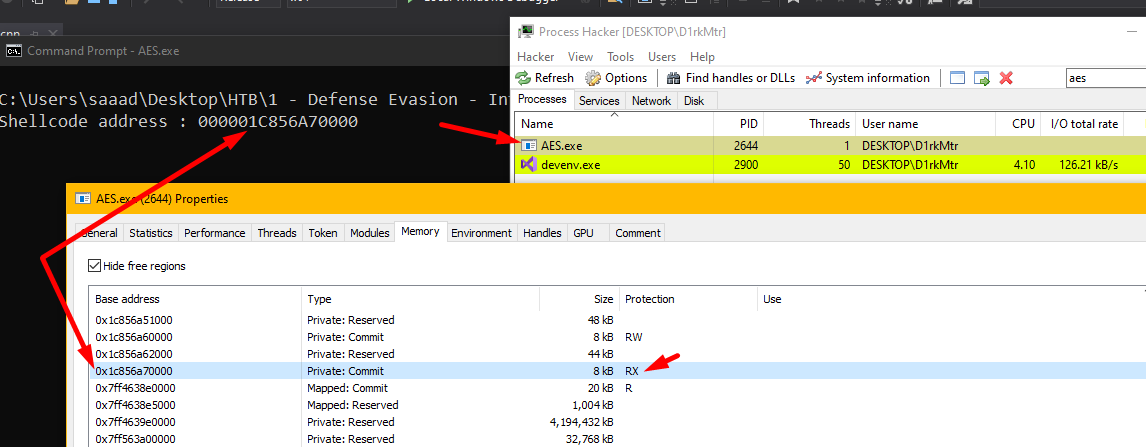 Command Prompt - AES.exe
C:\Users\saaad\Desktop\HTB\1 - Defense Evasion - In
Shellcode address : 000001C856A70000
Process Hacker [DESKTOP\D1rkMtr]
Hacker View Tools Users Help
Refresh Options Find handles or DLLs System information aes
Processes Services Network Disk
Name PID Threads User name CPU I/O total rate
AES.exe 2644 1 DESKTOP\D1rkMtr
devenv.exe 2900 50 DESKTOP\D1rkMtr 4.10 126.21 kB/s
AES.exe (2644) Properties
General Statistics Performance Threads Token Modules Memory Environment Handles GPU Comment
Hide free regions
Base address Type Size Protection Use
0x1c856a51000 Private: Reserved 48 kB
0x1c856a60000 Private: Commit 8 kB RW
0x1c856a62000 Private: Reserved 44 kB
0x1c856a70000 Private: Commit 8 kB RX
0x7ff4638e0000 Mapped: Commit 20 kB R
0x7ff4638e5000 Mapped: Reserved 1,004 kB
0x7ff4639e0000 Private: Reserved 4,194,432 kB
0x7ff563a00000 Private: Reserved 32,768 kB